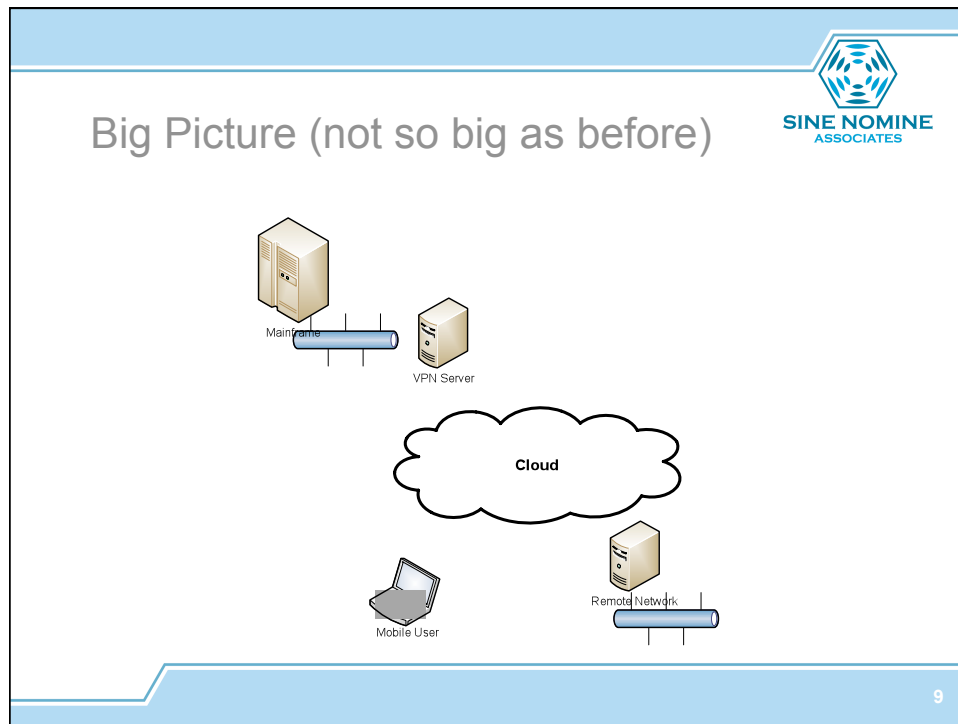 SINE NOMINE
ASSOCIATES
Big Picture (not so big as before)
Mainframe
VPN Server
Cloud
Remote Network
Mobile User
9